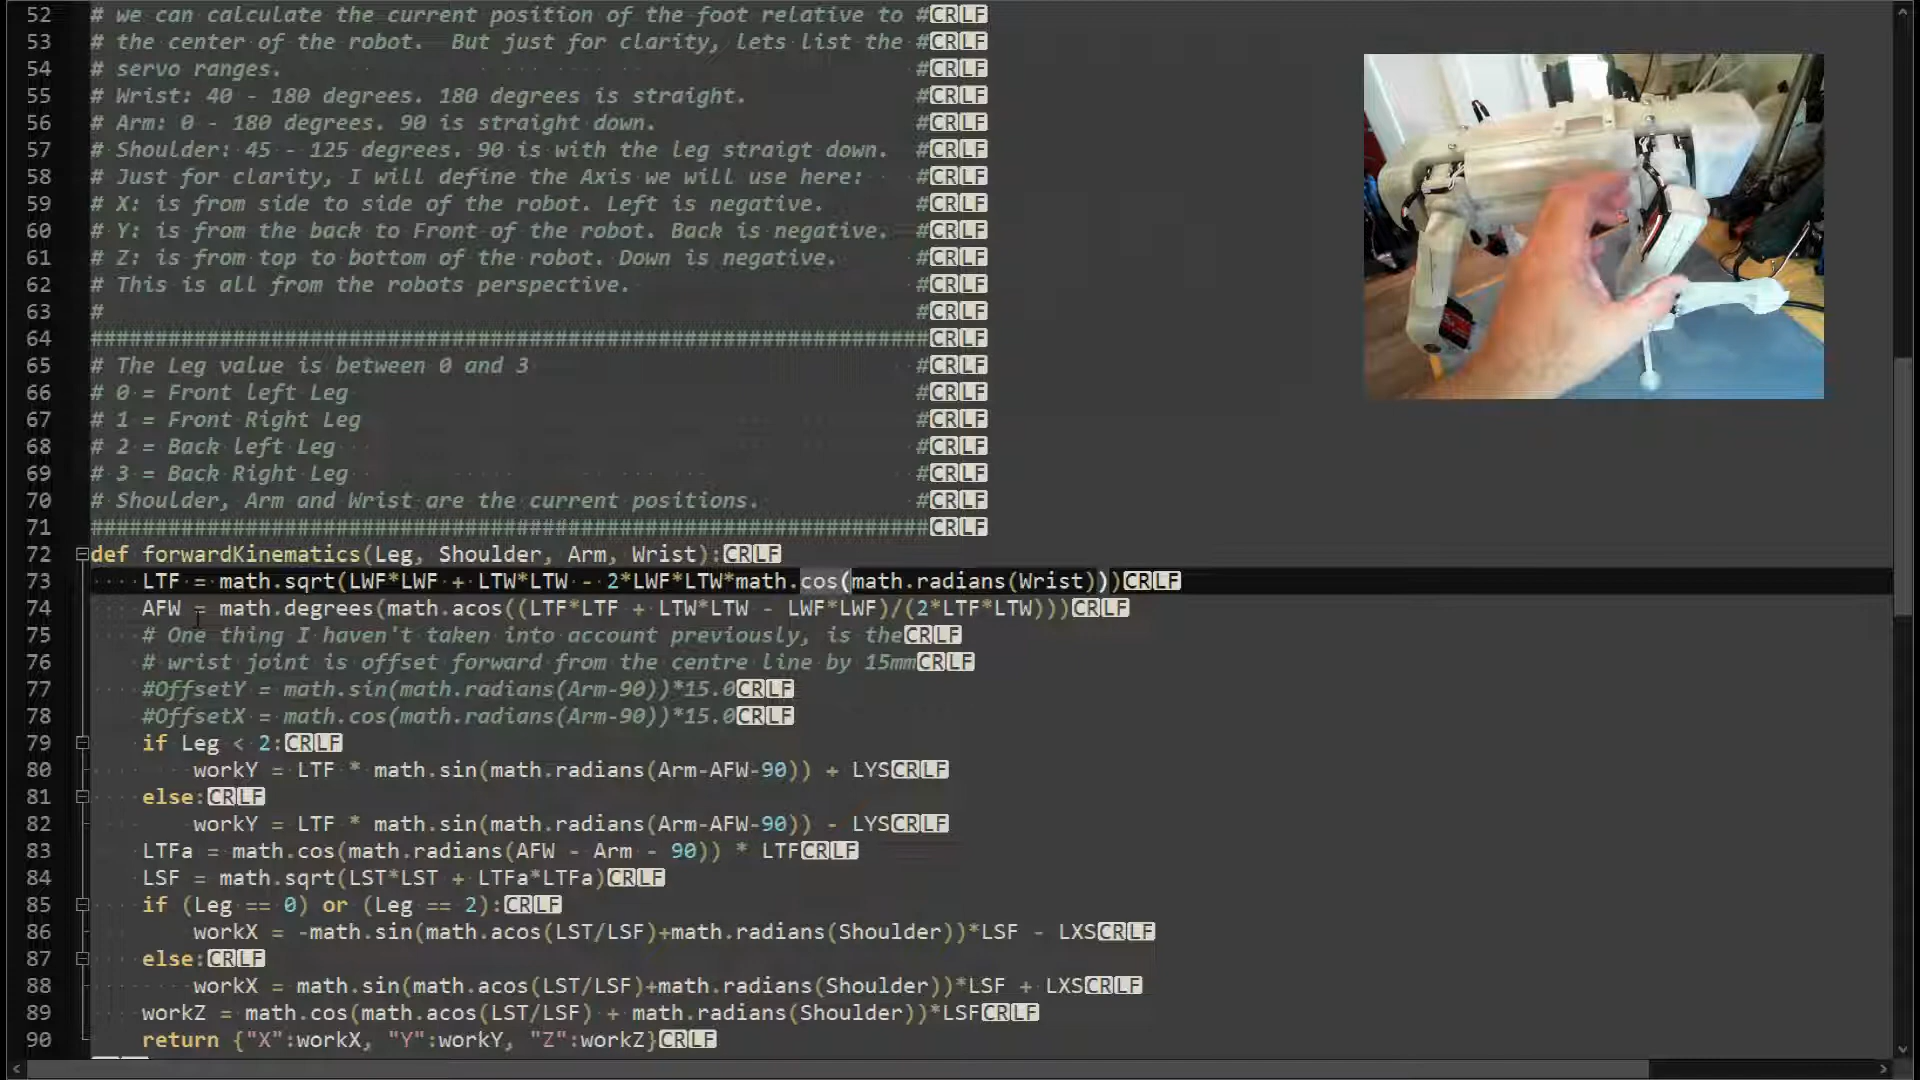 52 # we can calculate the current position of the foot relative to #CRLF
53 # the center of the robot.  But just for clarity, lets list the #CRLF
54 # servo ranges. #CRLF
55 # Wrist: 40 - 180 degrees. 180 degrees is straight. #CRLF
56 # Arm: 0 - 180 degrees. 90 is straight down. #CRLF
57 # Shoulder: 45 - 125 degrees. 90 is with the leg straigt down. #CRLF
58 # Just for clarity, I will define the Axis we will use here: #CRLF
59 # X: is from side to side of the robot. Left is negative. #CRLF
60 # Y: is from the back to Front of the robot. Back is negative. #CRLF
61 # Z: is from top to bottom of the robot. Down is negative. #CRLF
62 # This is all from the robots perspective. #CRLF
63 # #CRLF
64 #################################################################CRLF
65 # The Leg value is between 0 and 3 #CRLF
66 # 0 = Front left Leg #CRLF
67 # 1 = Front Right Leg #CRLF
68 # 2 = Back left Leg #CRLF
69 # 3 = Back Right Leg #CRLF
70 # Shoulder, Arm and Wrist are the current positions. #CRLF
71 #################################################################CRLF
72 def forwardKinematics(Leg, Shoulder, Arm, Wrist):CRLF
73     LTF = math.sqrt(LWF*LWF + LTW*LTW - 2*LWF*LTW*math.cos(math.radians(Wrist)))CRLF
74     AFW = math.degrees(math.acos((LTF*LTF + LTW*LTW - LWF*LWF)/(2*LTF*LTW)))CRLF
75     # One thing I haven't taken into account previously, is theCRLF
76     # wrist joint is offset forward from the centre line by 15mmCRLF
77     #OffsetY = math.sin(math.radians(Arm-90))*15.0CRLF
78     #OffsetX = math.cos(math.radians(Arm-90))*15.0CRLF
79     if Leg < 2:CRLF
80         workY = LTF * math.sin(math.radians(Arm-AFW-90)) + LYSCRLF
81     else:CRLF
82         workY = LTF * math.sin(math.radians(Arm-AFW-90)) - LYSCRLF
83     LTFa = math.cos(math.radians(AFW - Arm - 90)) * LTFCRLF
84     LSF = math.sqrt(LST*LST + LTFa*LTFa)CRLF
85     if (Leg == 0) or (Leg == 2):CRLF
86         workX = -math.sin(math.acos(LST/LSF)+math.radians(Shoulder))*LSF - LXSCRLF
87     else:CRLF
88         workX = math.sin(math.acos(LST/LSF)+math.radians(Shoulder))*LSF + LXSCRLF
89     workZ = math.cos(math.acos(LST/LSF) + math.radians(Shoulder))*LSFCRLF
90     return {"X":workX, "Y":workY, "Z":workZ}CRLF